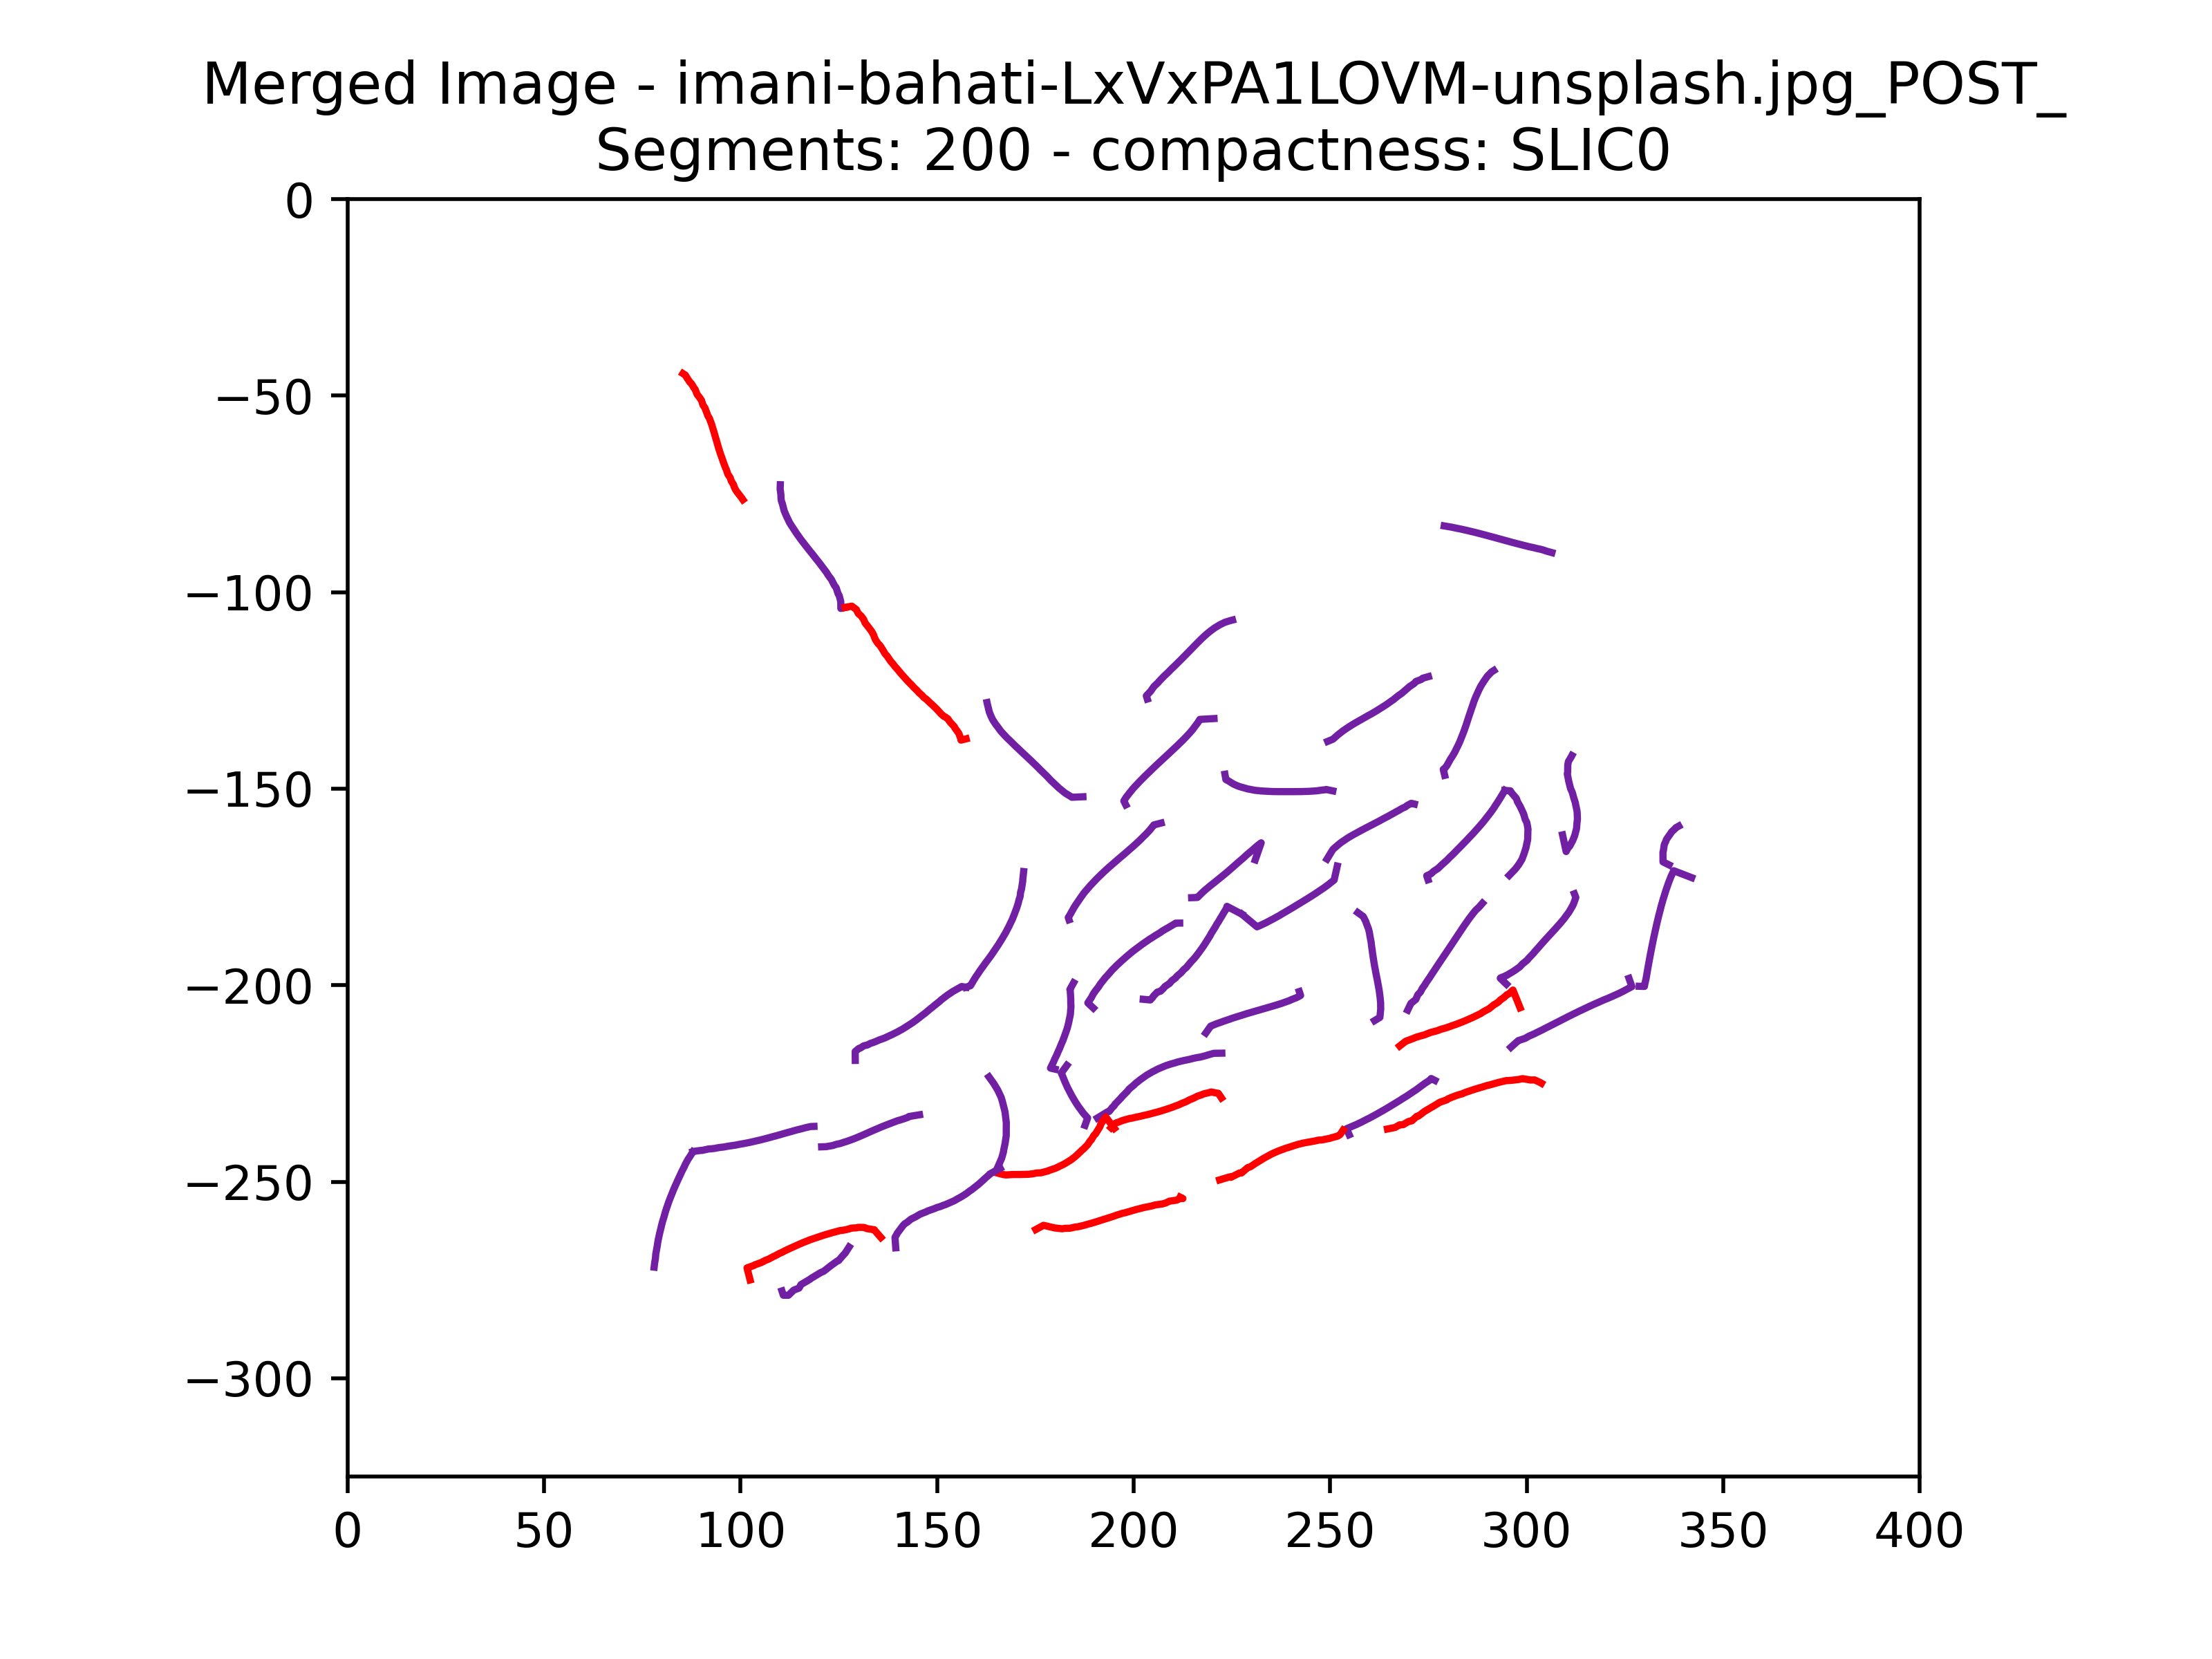 Merged Image - imani-bahati-LxVxPA1LOVM-unsplash.jpg_POST_
Segments: 200 - compactness: SLIC0
0
−50
−100
−150
−200
−250
−300
0 50 100 150 200 250 300 350 400